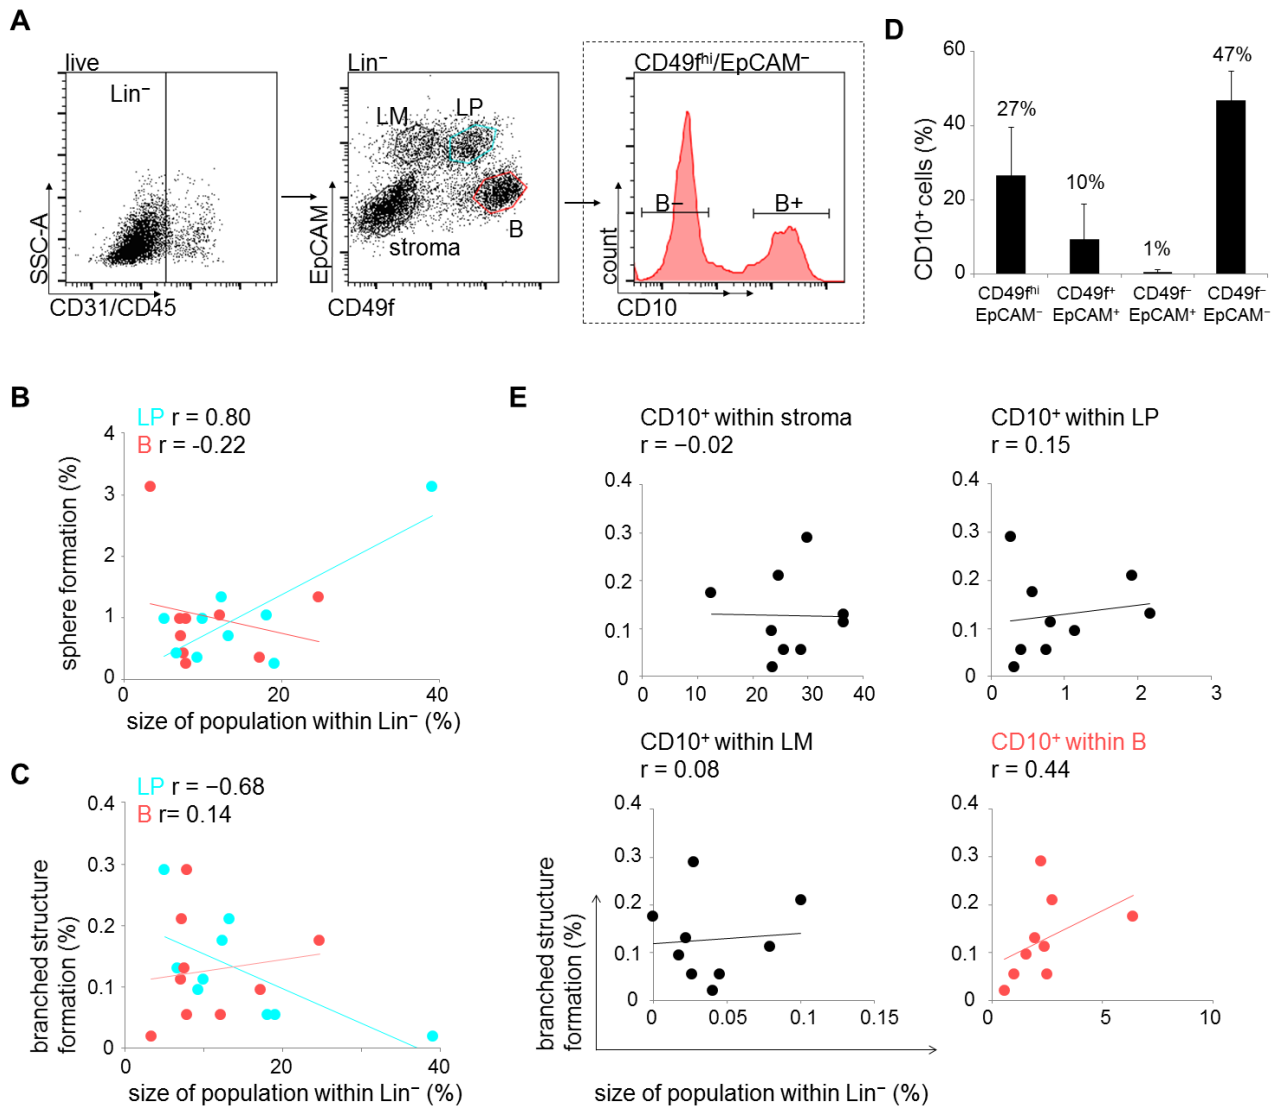 A
live
Lin⁻
SSC-A
CD31/CD45
Lin⁻
LM
LP
B
stroma
EpCAM
CD49f
CD49fʰⁱ/EpCAM⁻
B−
B+
count
CD10
D
CD10⁺ cells (%)
60
40
20
0
27%
10%
1%
47%
CD49fʰⁱ
EpCAM⁻
CD49f⁺
EpCAM⁺
CD49f⁻
EpCAM⁺
CD49f⁻
EpCAM⁻
B
LP r = 0.80
B r = -0.22
sphere formation (%)
4
3
2
1
0
0
20
40
size of population within Lin⁻ (%)
C
LP r = −0.68
B r= 0.14
branched structure
formation (%)
0.4
0.3
0.2
0.1
0
0
20
40
size of population within Lin⁻ (%)
E
CD10⁺ within stroma
r = −0.02
0.4
0.3
0.2
0.1
0
0
10
20
30
40
CD10⁺ within LP
r = 0.15
0.4
0.3
0.2
0.1
0
0
1
2
3
CD10⁺ within LM
r = 0.08
0.4
0.3
0.2
0.1
0
0
0.05
0.1
0.15
CD10⁺ within B
r = 0.44
0.4
0.3
0.2
0.1
0
0
5
10
branched structure
formation (%)
size of population within Lin⁻ (%)